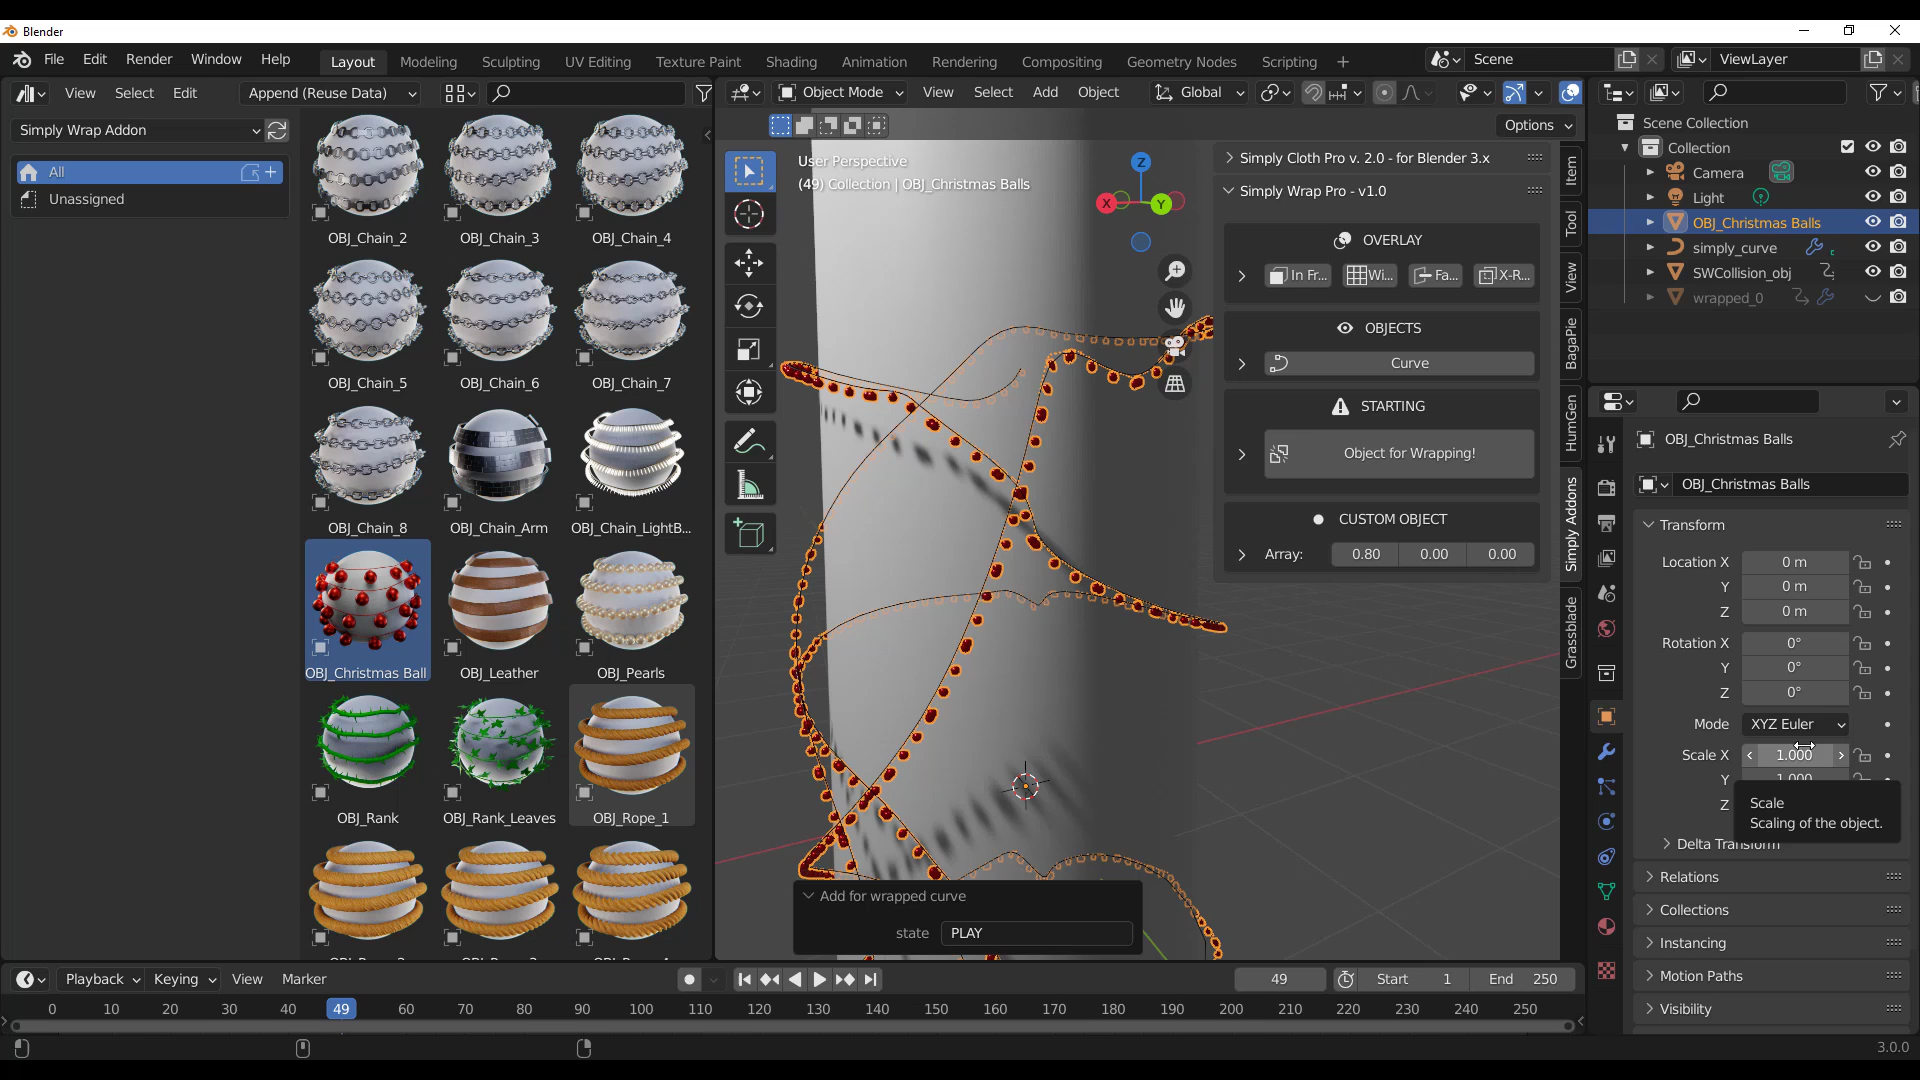 Blender
File Edit Render Window Help
Layout Modeling Sculpting UV Editing Texture Paint Shading Animation Rendering Compositing Geometry Nodes Scripting +
Scene
ViewLayer
View Select Edit Append (Reuse Data)
Object Mode View Select Add Object Global
Simply Wrap Addon
All
Unassigned
OBJ_Chain_2 OBJ_Chain_3 OBJ_Chain_4
OBJ_Chain_5 OBJ_Chain_6 OBJ_Chain_7
OBJ_Chain_8 OBJ_Chain_Arm OBJ_Chain_LightB...
OBJ_Christmas Ball OBJ_Leather OBJ_Pearls
OBJ_Rank OBJ_Rank_Leaves OBJ_Rope_1
Options
User Perspective
(49) Collection | OBJ_Christmas Balls
Z
X
Y
Simply Cloth Pro v. 2.0 - for Blender 3.x
Simply Wrap Pro - v1.0
OVERLAY
In Fr... Wi... Fa... X-R...
OBJECTS
Curve
STARTING
Object for Wrapping!
CUSTOM OBJECT
Array: 0.80 0.00 0.00
Item
Tool
View
BagaPie
HumGen
Simply Addons
Grassblade
Add for wrapped curve
state PLAY
Scene Collection
Collection
Camera
Light
OBJ_Christmas Balls
simply_curve
SWCollision_obj
wrapped_0
OBJ_Christmas Balls
OBJ_Christmas Balls
Transform
Location X 0 m
Y 0 m
Z 0 m
Rotation X 0°
Y 0°
Z 0°
Mode XYZ Euler
Scale X 1.000
Y 1.000
Z
Scale
Scaling of the object.
Delta Transform
Relations
Collections
Instancing
Motion Paths
Visibility
Playback Keying View Marker
49 Start 1 End 250
0 10 20 30 40 49 60 70 80 90 100 110 120 130 140 150 160 170 180 190 200 210 220 230 240 250
3.0.0